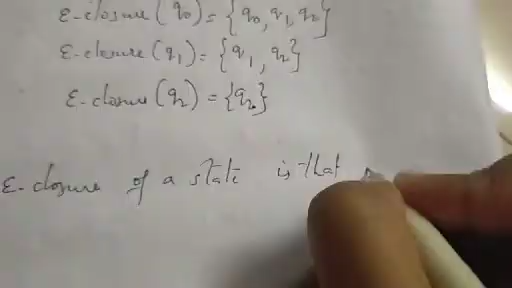 ε-closure (q0) = {q0, q1, q2}
ε-closure (q1) = {q1, q2}
ε-closure (q2) = {q2}
ε-closure of a state is that